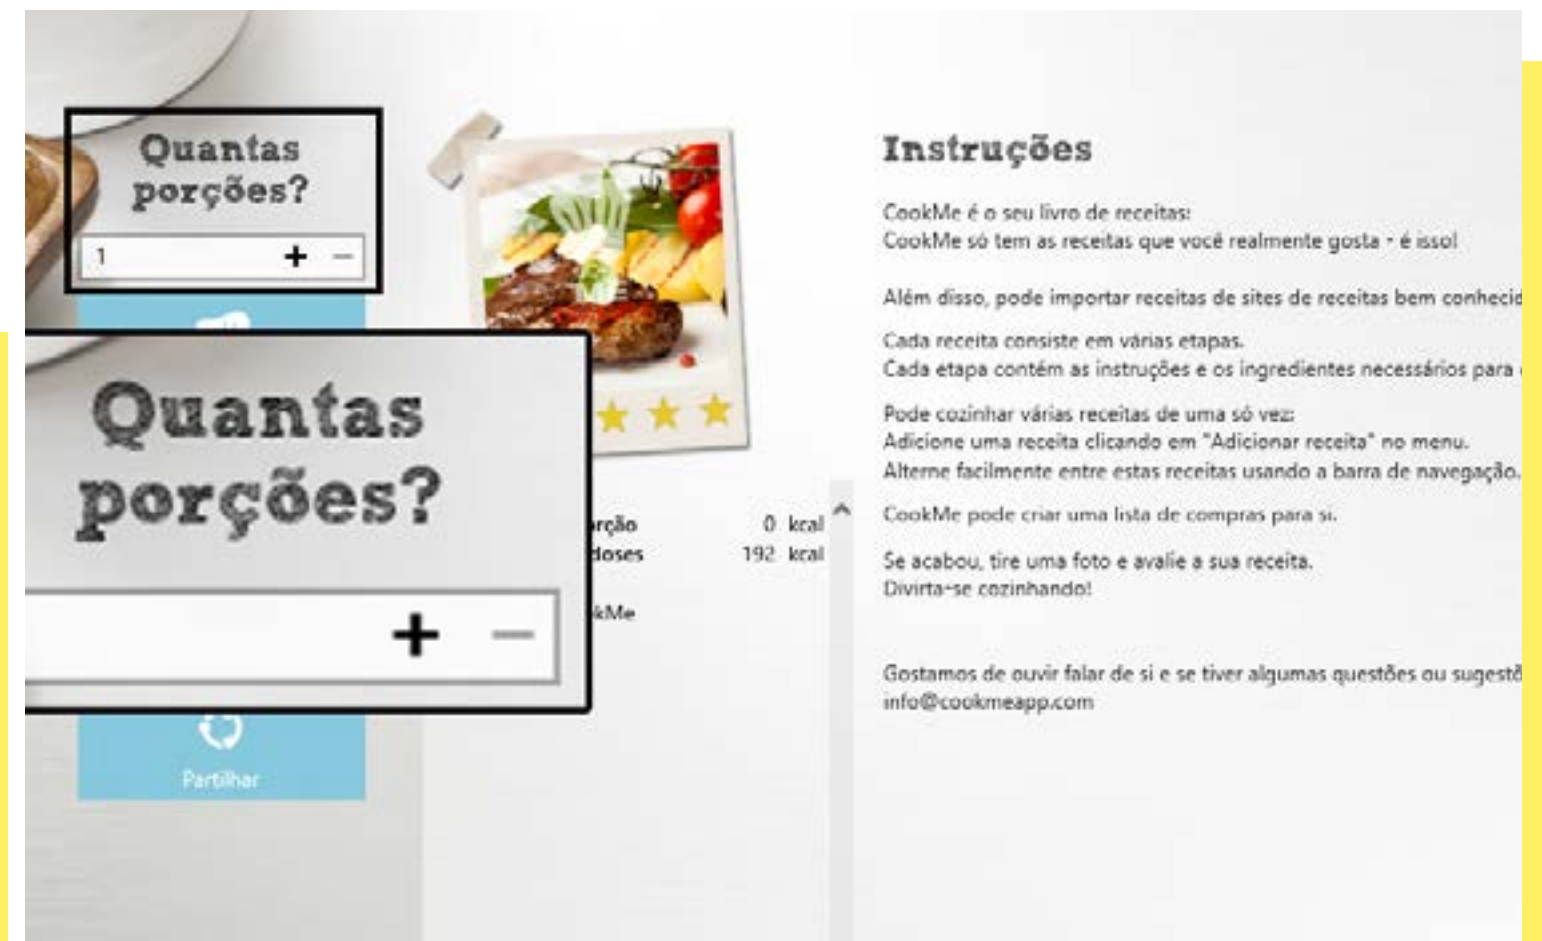 Quantas
porções?
1
Quantas
porções?
Partilhar
0 kcal
192 kcal
Instruções
CookMe é o seu livro de receitas:
CookMe só tem as receitas que você realmente gosta - é isso!
Além disso, pode importar receitas de sites de receitas bem
Cada receita consiste em várias etapas.
Cada etapa contém as instruções e os ingredientes necessários para
Pode cozinhar várias receitas de uma só vez:
Adicione uma receita clicando em "Adicionar receita" no menu.
Alterne facilmente entre estas receitas usando a barra de navegação.
CookMe pode criar uma lista de compras para si.
Se acabou, tire uma foto e avalie a sua receita.
Divirta-se cozinhando!
Gostamos de ouvir falar de si e se tiver algumas questões ou
info@cookmeapp.com